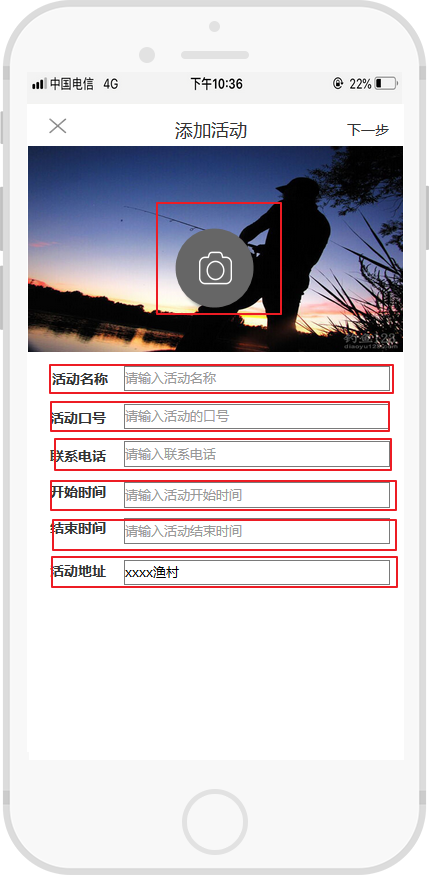 中国电信 4G 下午10:36 22%
添加活动 下一步
活动名称 请输入活动名称
活动口号 请输入活动的口号
联系电话 请输入联系电话
开始时间 请输入活动开始时间
结束时间 请输入活动结束时间
活动地址 xxxx渔村